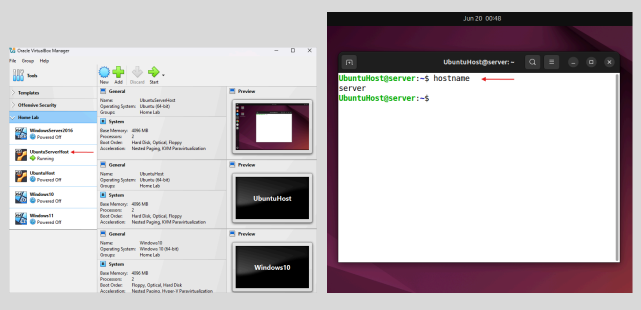 Oracle VirtualBox Manager
File Group Help
Tools
New Add Discard Start
Templates
Offensive Security
Home Lab
WindowsServer2016
Powered Off
UbuntuServerHost
Running
UbuntuHost
Powered Off
Windows10
Powered Off
Windows11
Powered Off
General
Name: UbuntuServerHost
Operating System: Ubuntu (64-bit)
Groups: Home Lab
System
Base Memory: 4096 MB
Processors: 2
Boot Order: Hard Disk, Optical, Floppy
Acceleration: Nested Paging, KVM Paravirtualization
Preview
General
Name: UbuntuHost
Operating System: Ubuntu (64-bit)
Groups: Home Lab
System
Base Memory: 4096 MB
Processors: 2
Boot Order: Hard Disk, Optical, Floppy
Acceleration: Nested Paging, KVM Paravirtualization
Preview
UbuntuHost
General
Name: Windows10
Operating System: Windows 10 (64-bit)
Groups: Home Lab
System
Base Memory: 4096 MB
Processors: 2
Boot Order: Floppy, Optical, Hard Disk
Acceleration: Nested Paging, Hyper-V Paravirtualization
Preview
Windows10
Jun 20 00:48
UbuntuHost@server: ~
UbuntuHost@server:~$ hostname
server
UbuntuHost@server:~$